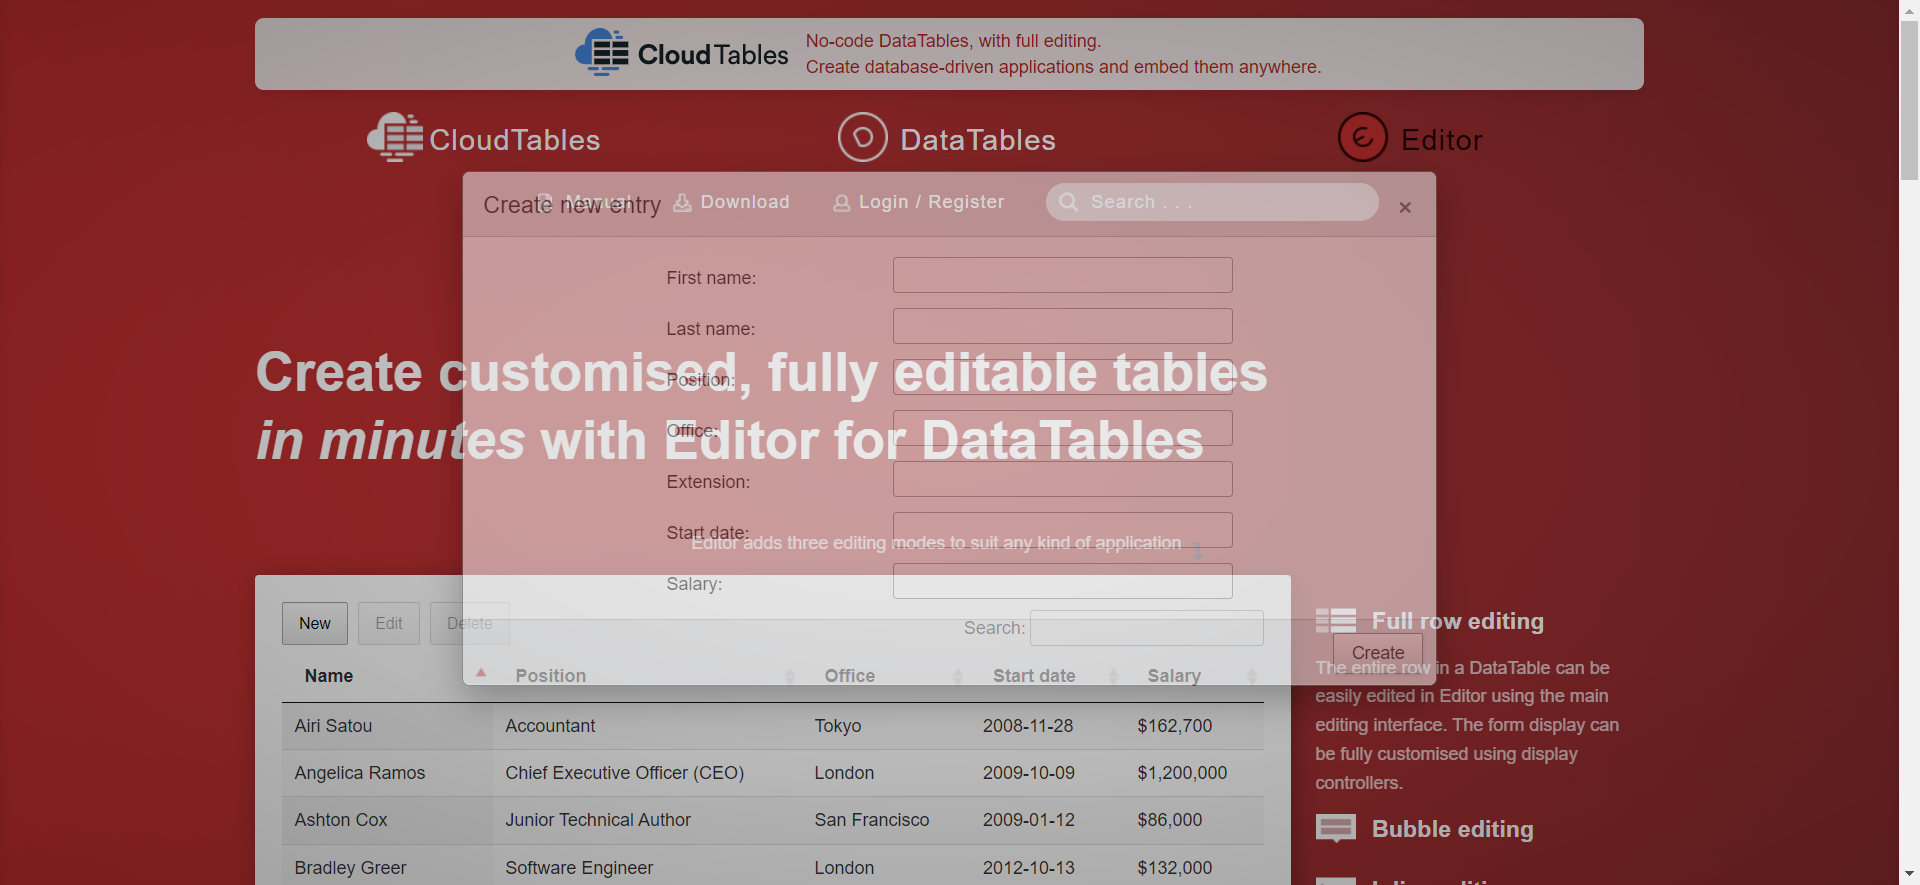 CloudTables
No-code DataTables, with full editing.
Create database-driven applications and embed them anywhere.
CloudTables
DataTables
Editor
Manual
Download
Login / Register
Search . . .
Create new entry
×
First name:
Last name:
Position:
Office:
Extension:
Start date:
Salary:
Create
Create customised, fully editable tables
in minutes with Editor for DataTables
Editor adds three editing modes to suit any kind of application
New Edit Delete
Search:
Name Position Office Start date Salary
Airi Satou Accountant Tokyo 2008-11-28 $162,700
Angelica Ramos Chief Executive Officer (CEO) London 2009-10-09 $1,200,000
Ashton Cox Junior Technical Author San Francisco 2009-01-12 $86,000
Bradley Greer Software Engineer London 2012-10-13 $132,000
Full row editing
The entire row in a DataTable can be
easily edited in Editor using the main
editing interface. The form display can
be fully customised using display
controllers.
Bubble editing